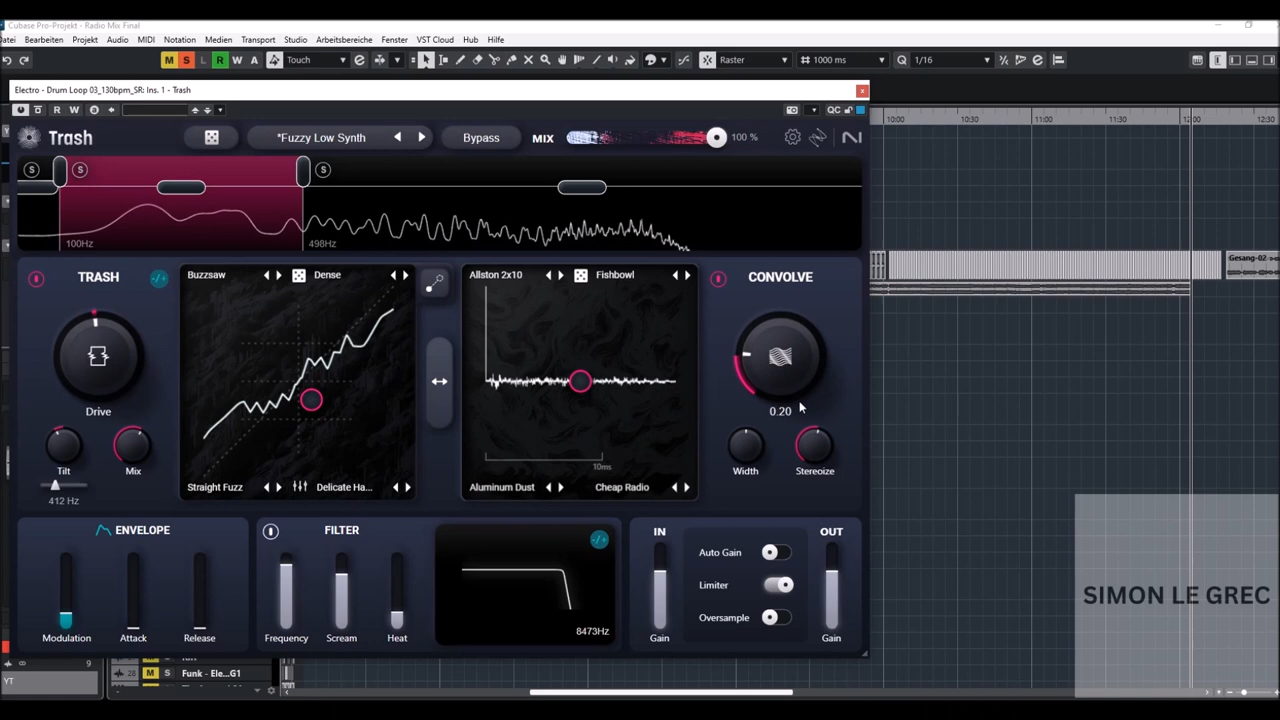 Cubase Pro-Projekt - Radio Mix Final
Datei Bearbeiten Projekt Audio MIDI Notation Medien Transport Studio Arbeitsbereiche Fenster VST Cloud Hub Hilfe
M S L R W A Touch Raster 1000 ms Q 1/16
Electro - Drum Loop 03_130bpm_SR: Ins. 1 - Trash
R W QC
10:00 10:30 11:00 11:30 12:00 12:30
Trash *Fuzzy Low Synth Bypass MIX 100 %
S S S
100Hz 498Hz
TRASH
Buzzsaw Dense
Allston 2x10 Fishbowl
CONVOLVE
Gesang-02
Drive
0.20
Tilt Mix
Width Stereoize
10ms
Straight Fuzz Delicate Ha...
Aluminum Dust Cheap Radio
412 Hz
ENVELOPE
FILTER
IN OUT
Auto Gain
Limiter
Oversample
8473Hz
Modulation Attack Release
Frequency Scream Heat
Gain Gain
SIMON LE GREC
9
28 M S Funk - Ele...G1
YT